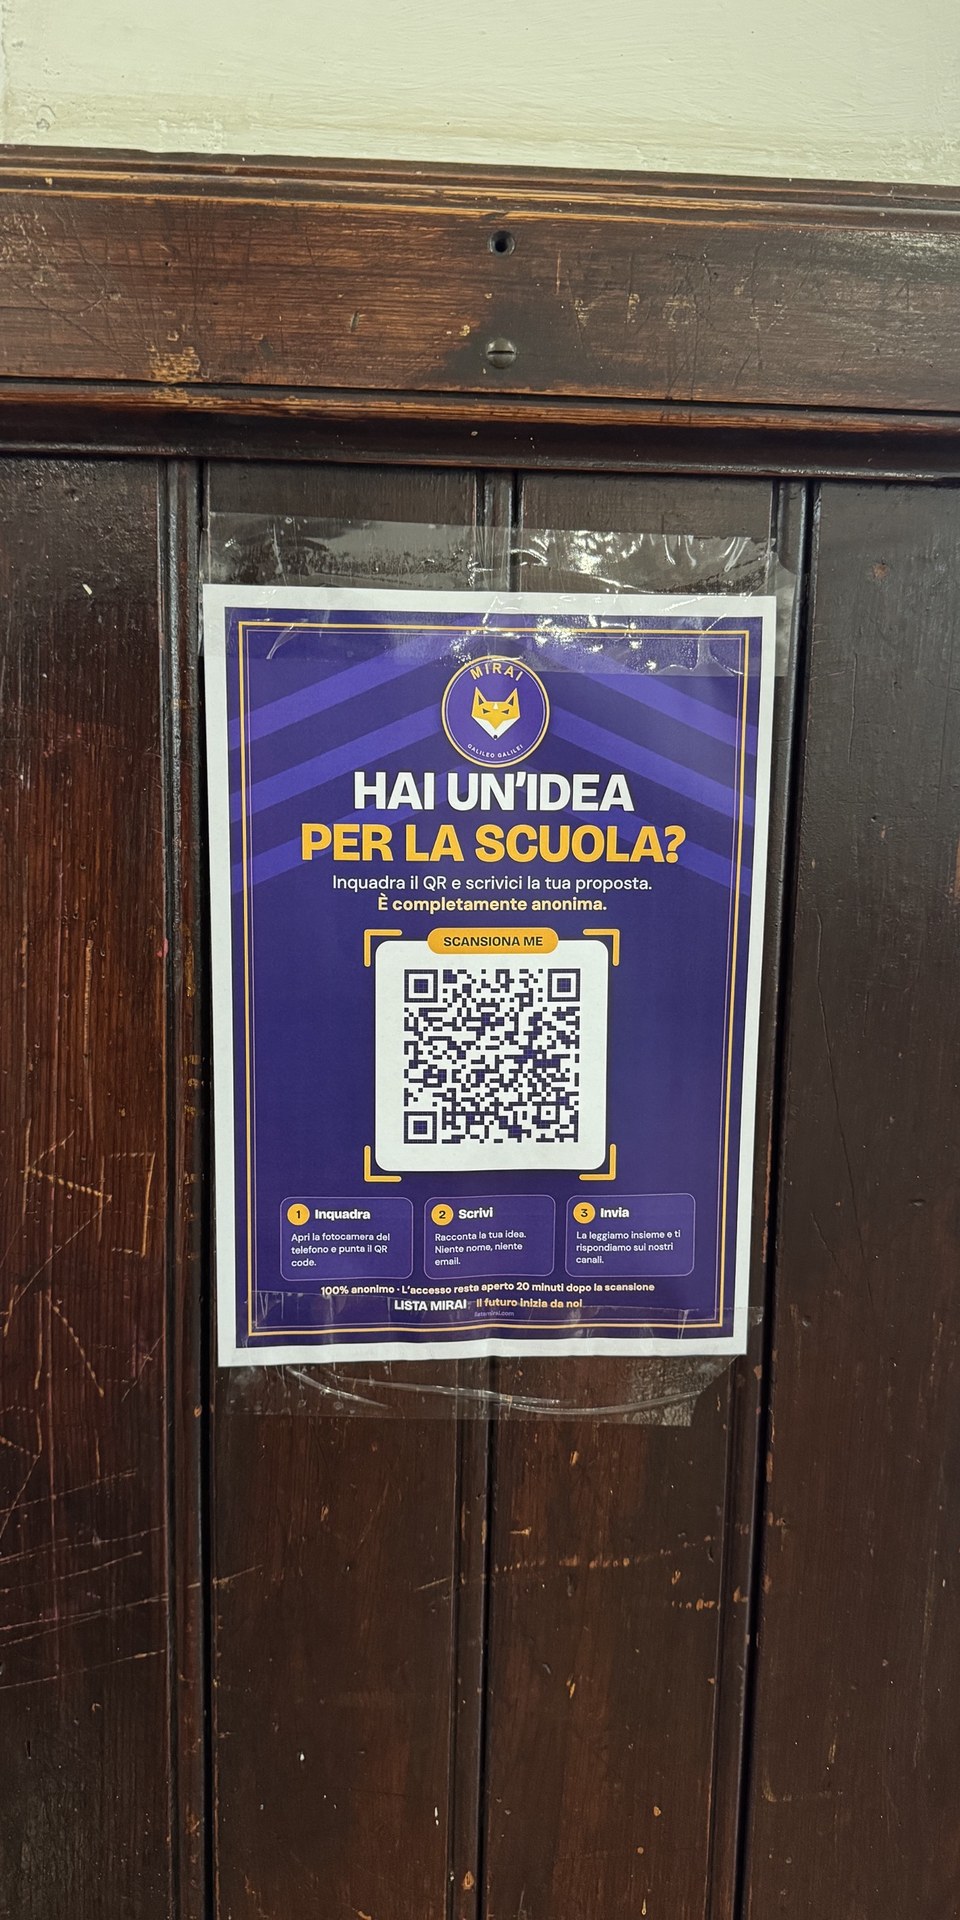 MIRAI
GALILEO GALILEI
HAI UN'IDEA
PER LA SCUOLA?
Inquadra il QR e scrivici la tua proposta.
È completamente anonima.
SCANSIONA ME
1 Inquadra
Apri la fotocamera del
telefono e punta il QR
code.
2 Scrivi
Racconta la tua idea.
Niente nome, niente
email.
3 Invia
La leggiamo insieme e ti
rispondiamo sui nostri
canali.
100% anonimo · L'accesso resta aperto 20 minuti dopo la scansione
LISTA MIRAI Il futuro inizia da noi
listamirai.com